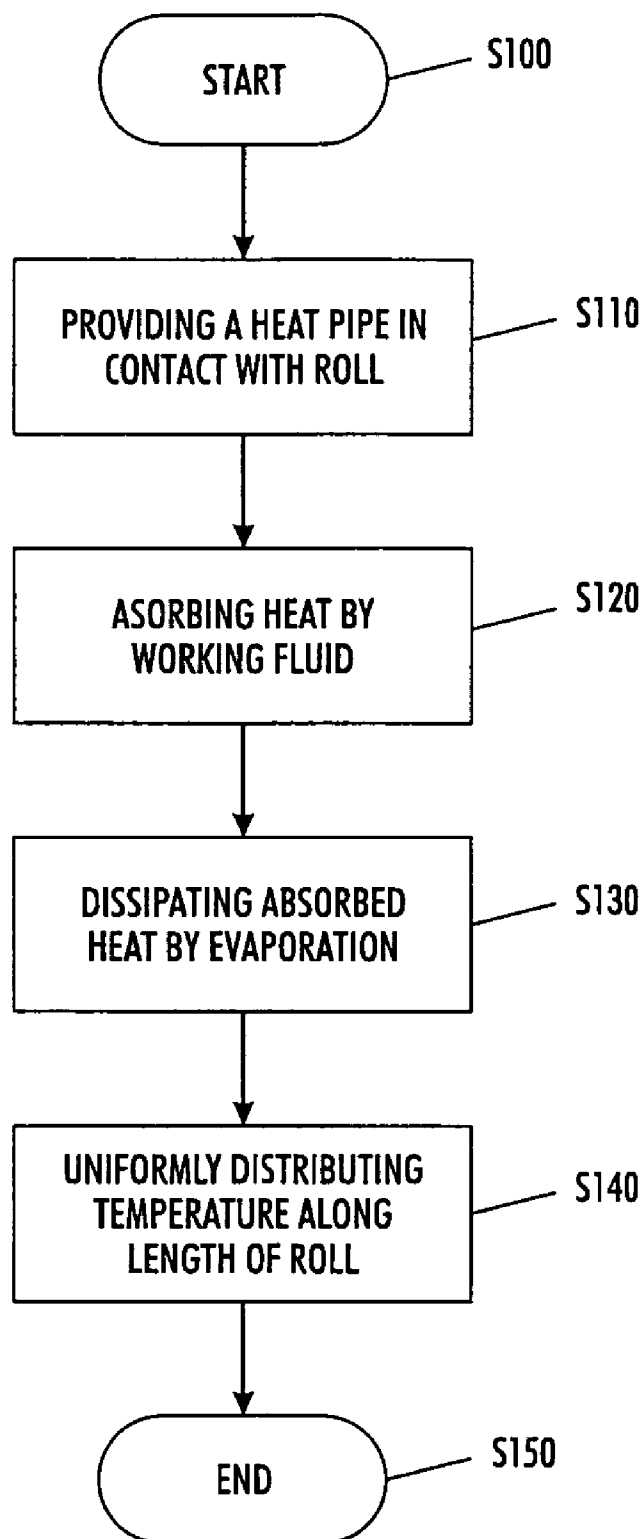 START
S100
PROVIDING A HEAT PIPE IN
CONTACT WITH ROLL
S110
ASORBING HEAT BY
WORKING FLUID
S120
DISSIPATING ABSORBED
HEAT BY EVAPORATION
S130
UNIFORMLY DISTRIBUTING
TEMPERATURE ALONG
LENGTH OF ROLL
S140
END
S150